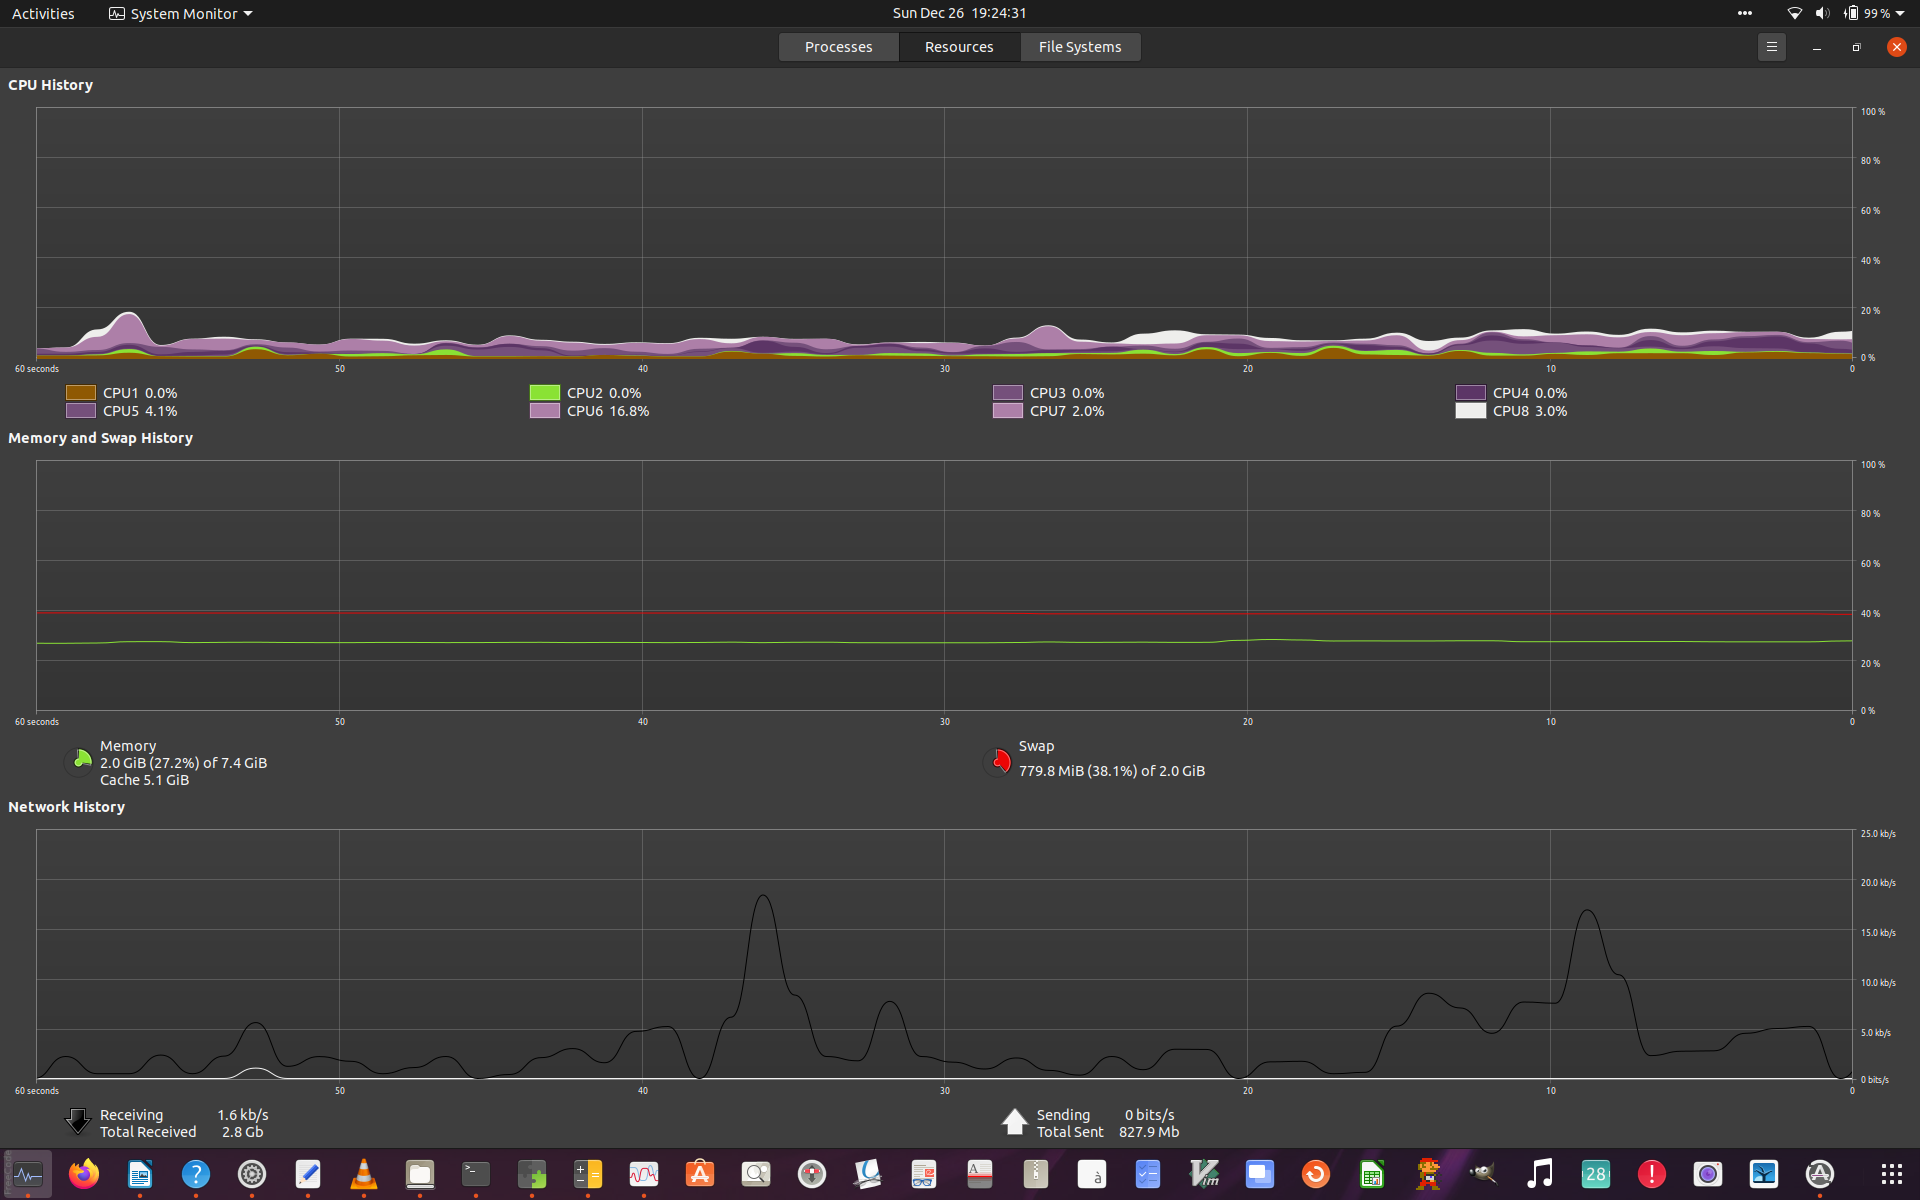 Activities System Monitor Sun Dec 26 19:24:31 99 %
Processes Resources File Systems
CPU History
100 %
80 %
60 %
40 %
20 %
0 %
60 seconds 50 40 30 20 10 0
CPU1 0.0% CPU2 0.0% CPU3 0.0% CPU4 0.0%
CPU5 4.1% CPU6 16.8% CPU7 2.0% CPU8 3.0%
Memory and Swap History
100 %
80 %
60 %
40 %
20 %
0 %
60 seconds 50 40 30 20 10 0
Memory
2.0 GiB (27.2%) of 7.4 GiB
Cache 5.1 GiB
Swap
779.8 MiB (38.1%) of 2.0 GiB
Network History
25.0 kb/s
20.0 kb/s
15.0 kb/s
10.0 kb/s
5.0 kb/s
0 bits/s
60 seconds 50 40 30 20 10 0
Receiving 1.6 kb/s
Total Received 2.8 Gb
Sending 0 bits/s
Total Sent 827.9 Mb
28